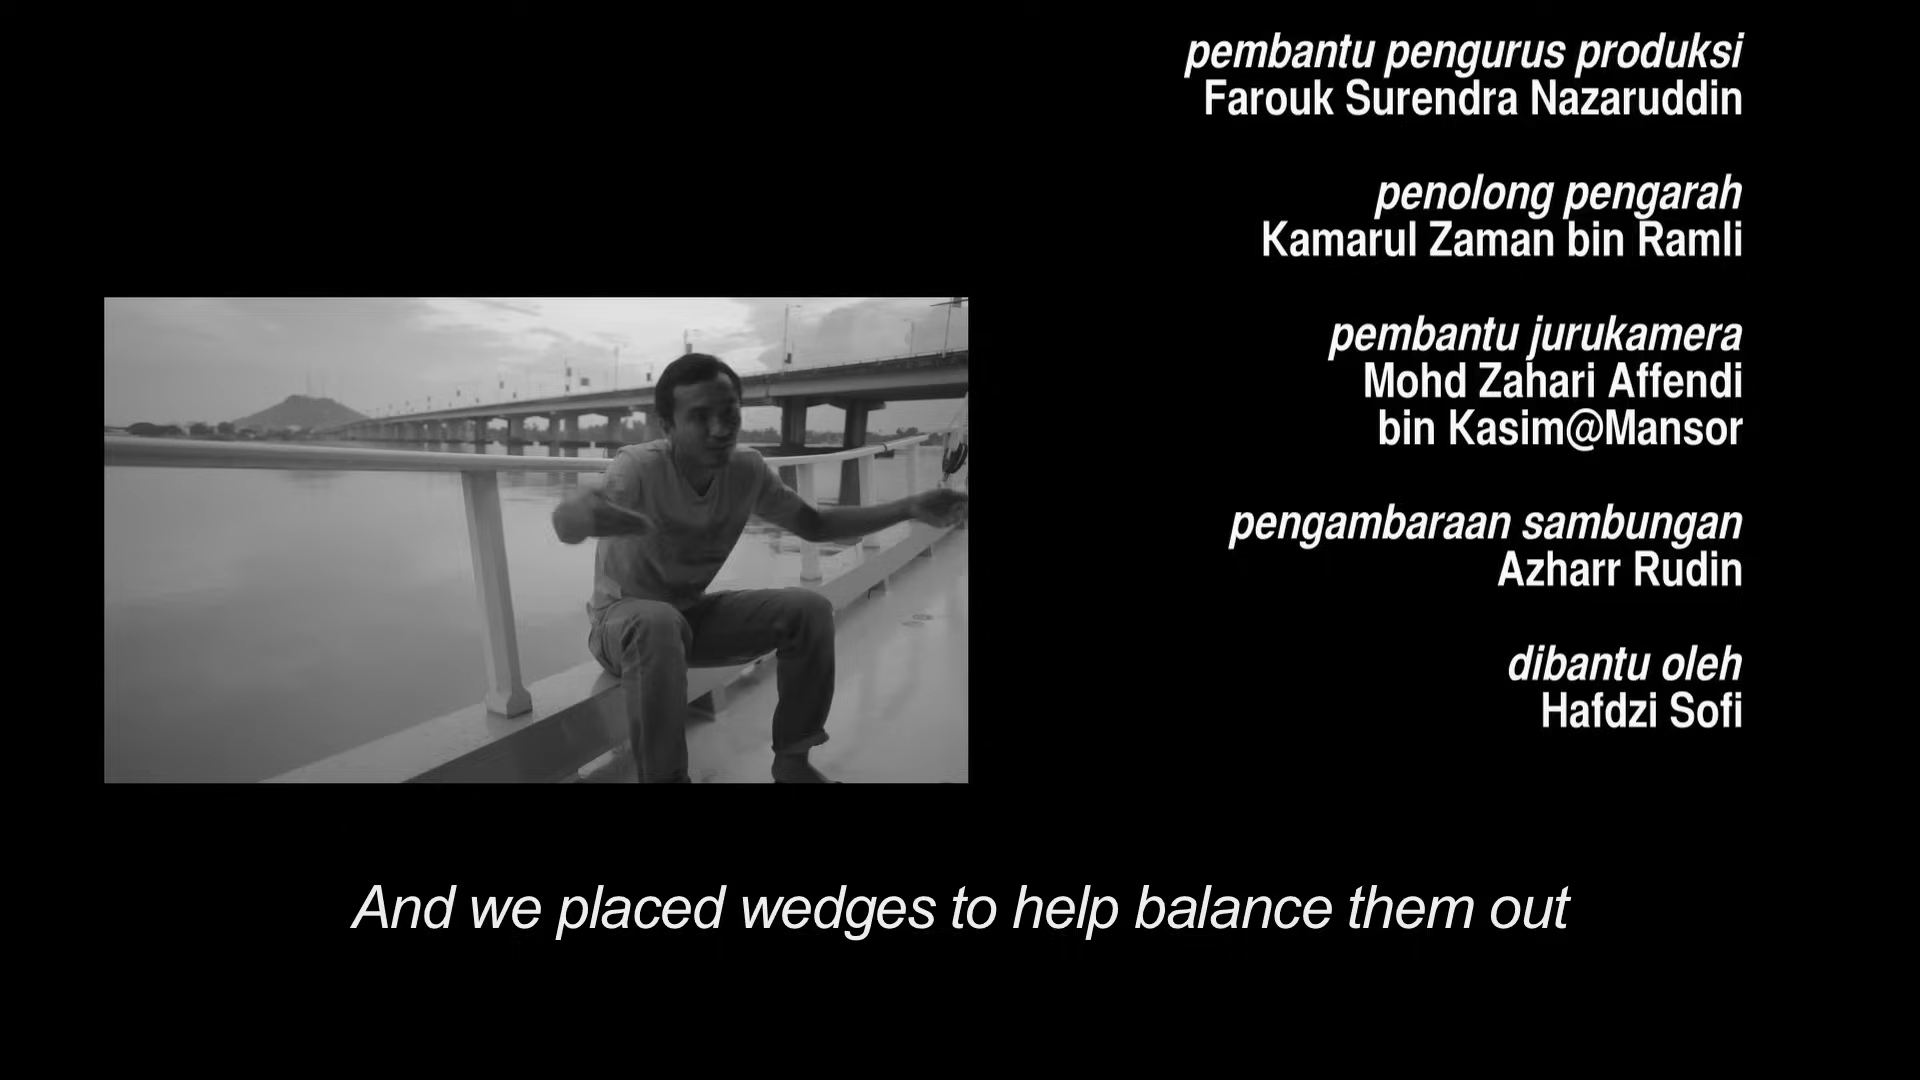 pembantu pengurus produksi
Farouk Surendra Nazaruddin
penolong pengarah
Kamarul Zaman bin Ramli
pembantu jurukamera
Mohd Zahari Affendi
bin Kasim@Mansor
pengambaraan sambungan
Azharr Rudin
dibantu oleh
Hafdzi Sofi
And we placed wedges to help balance them out